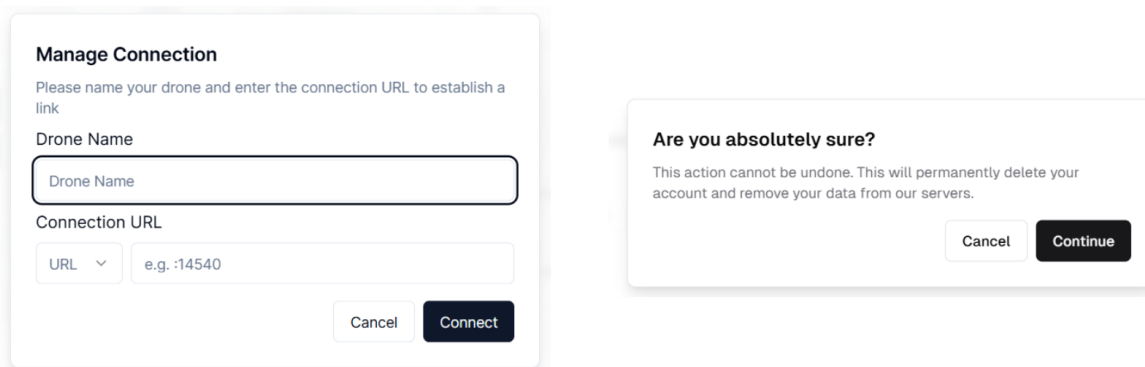 Manage Connection
Please name your drone and enter the connection URL to establish a
link
Drone Name
Drone Name
Connection URL
URL
e.g. :14540
Cancel
Connect
Are you absolutely sure?
This action cannot be undone. This will permanently delete your
account and remove your data from our servers.
Cancel
Continue